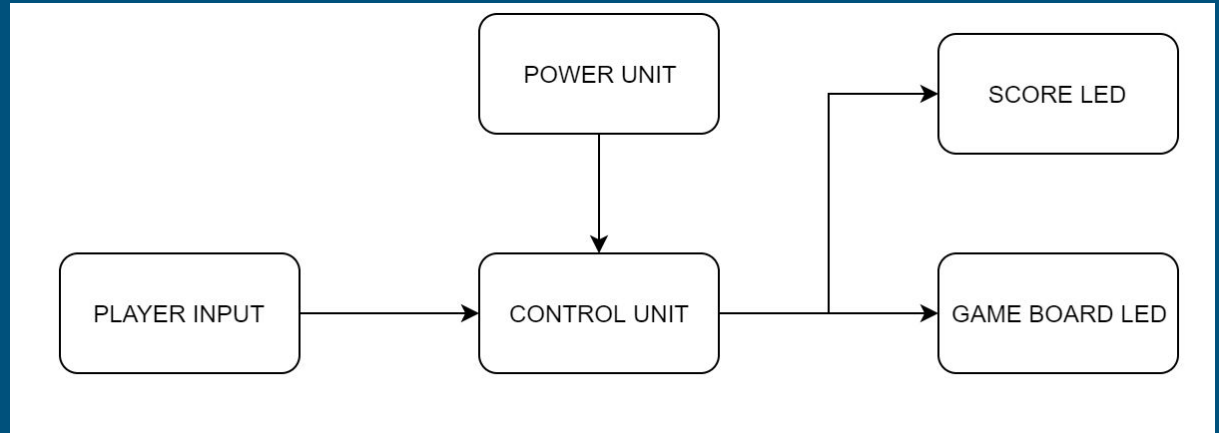 POWER UNIT
SCORE LED
PLAYER INPUT
CONTROL UNIT
GAME BOARD LED